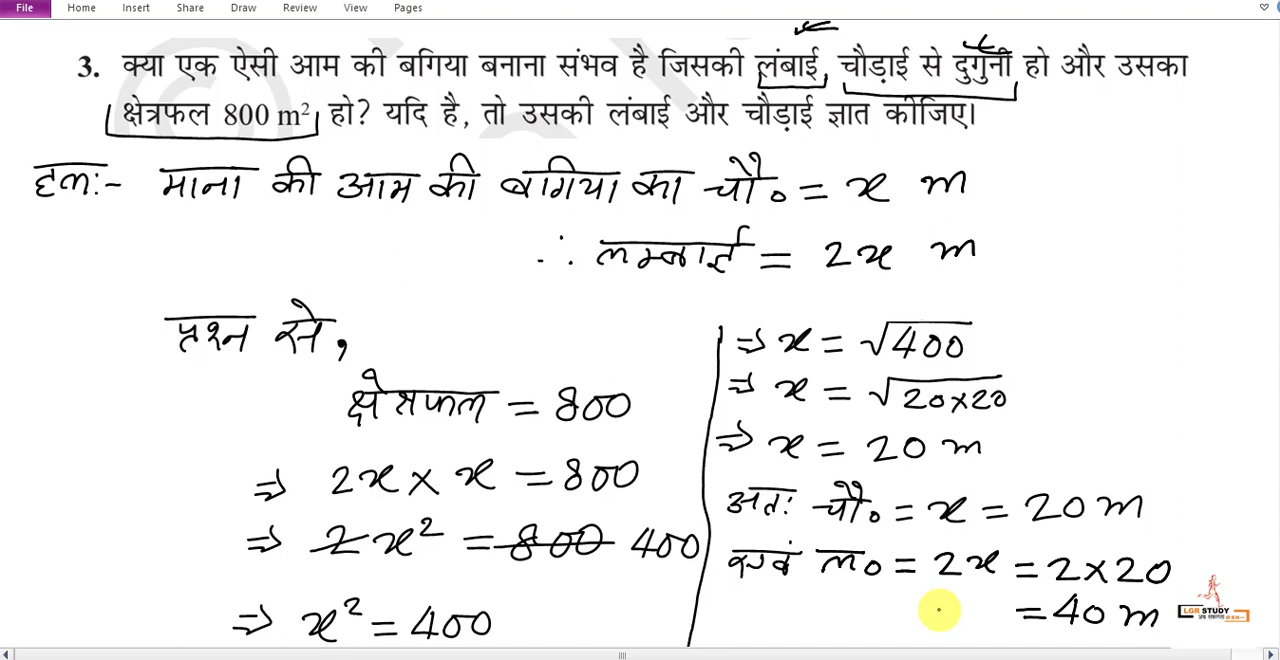 File Home Insert Share Draw Review View Pages
3. क्या एक ऐसी आम की बगिया बनाना संभव है जिसकी लंबाई, चौड़ाई से दुगुनी हो और उसका
क्षेत्रफल 800 m² हो? यदि है, तो उसकी लंबाई और चौड़ाई ज्ञात कीजिए।
हलः- माना की आम की बगिया का चौ० = x m
∴ लम्बाई = 2x m
प्रश्न से,
क्षेत्रफल = 800
⇒ 2x × x = 800
⇒ 2x² = 800 400
⇒ x² = 400
⇒ x = √400
⇒ x = √20×20
⇒ x = 20 m
अतः चौ० = x = 20 m
एवं ल० = 2x = 2×20
= 40 m
LGR STUDY